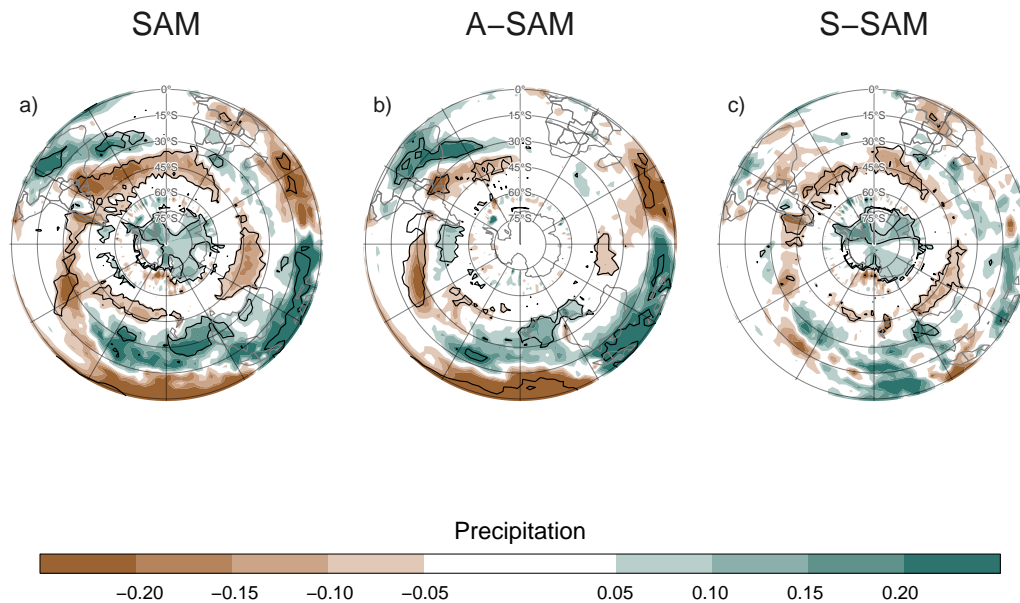 SAM A−SAM S−SAM
a) b) c)
0° 0° 0°
15°S 15°S 15°S
30°S 30°S 30°S
45°S 45°S 45°S
60°S 60°S 60°S
75°S 75°S 75°S
Precipitation
−0.20 −0.15 −0.10 −0.05 0.05 0.10 0.15 0.20